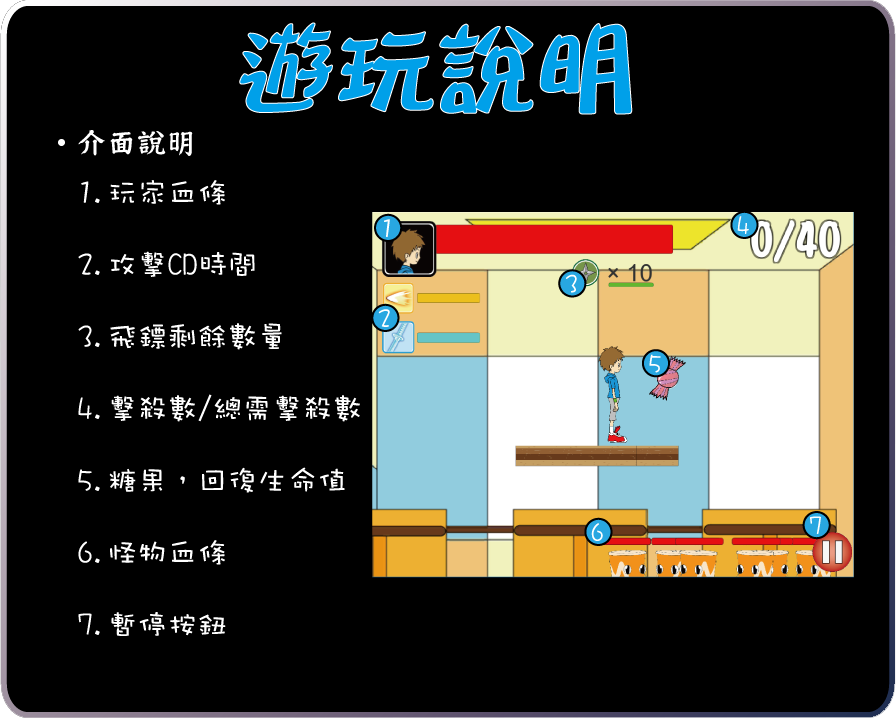 遊玩說明
• 介面說明
1. 玩家血條
2. 攻擊CD時間
3. 飛鏢剩餘數量
4. 擊殺數/總需擊殺數
5. 糖果，回復生命值
6. 怪物血條
7. 暫停按鈕
1
4
0/40
3
× 10
2
5
6
7